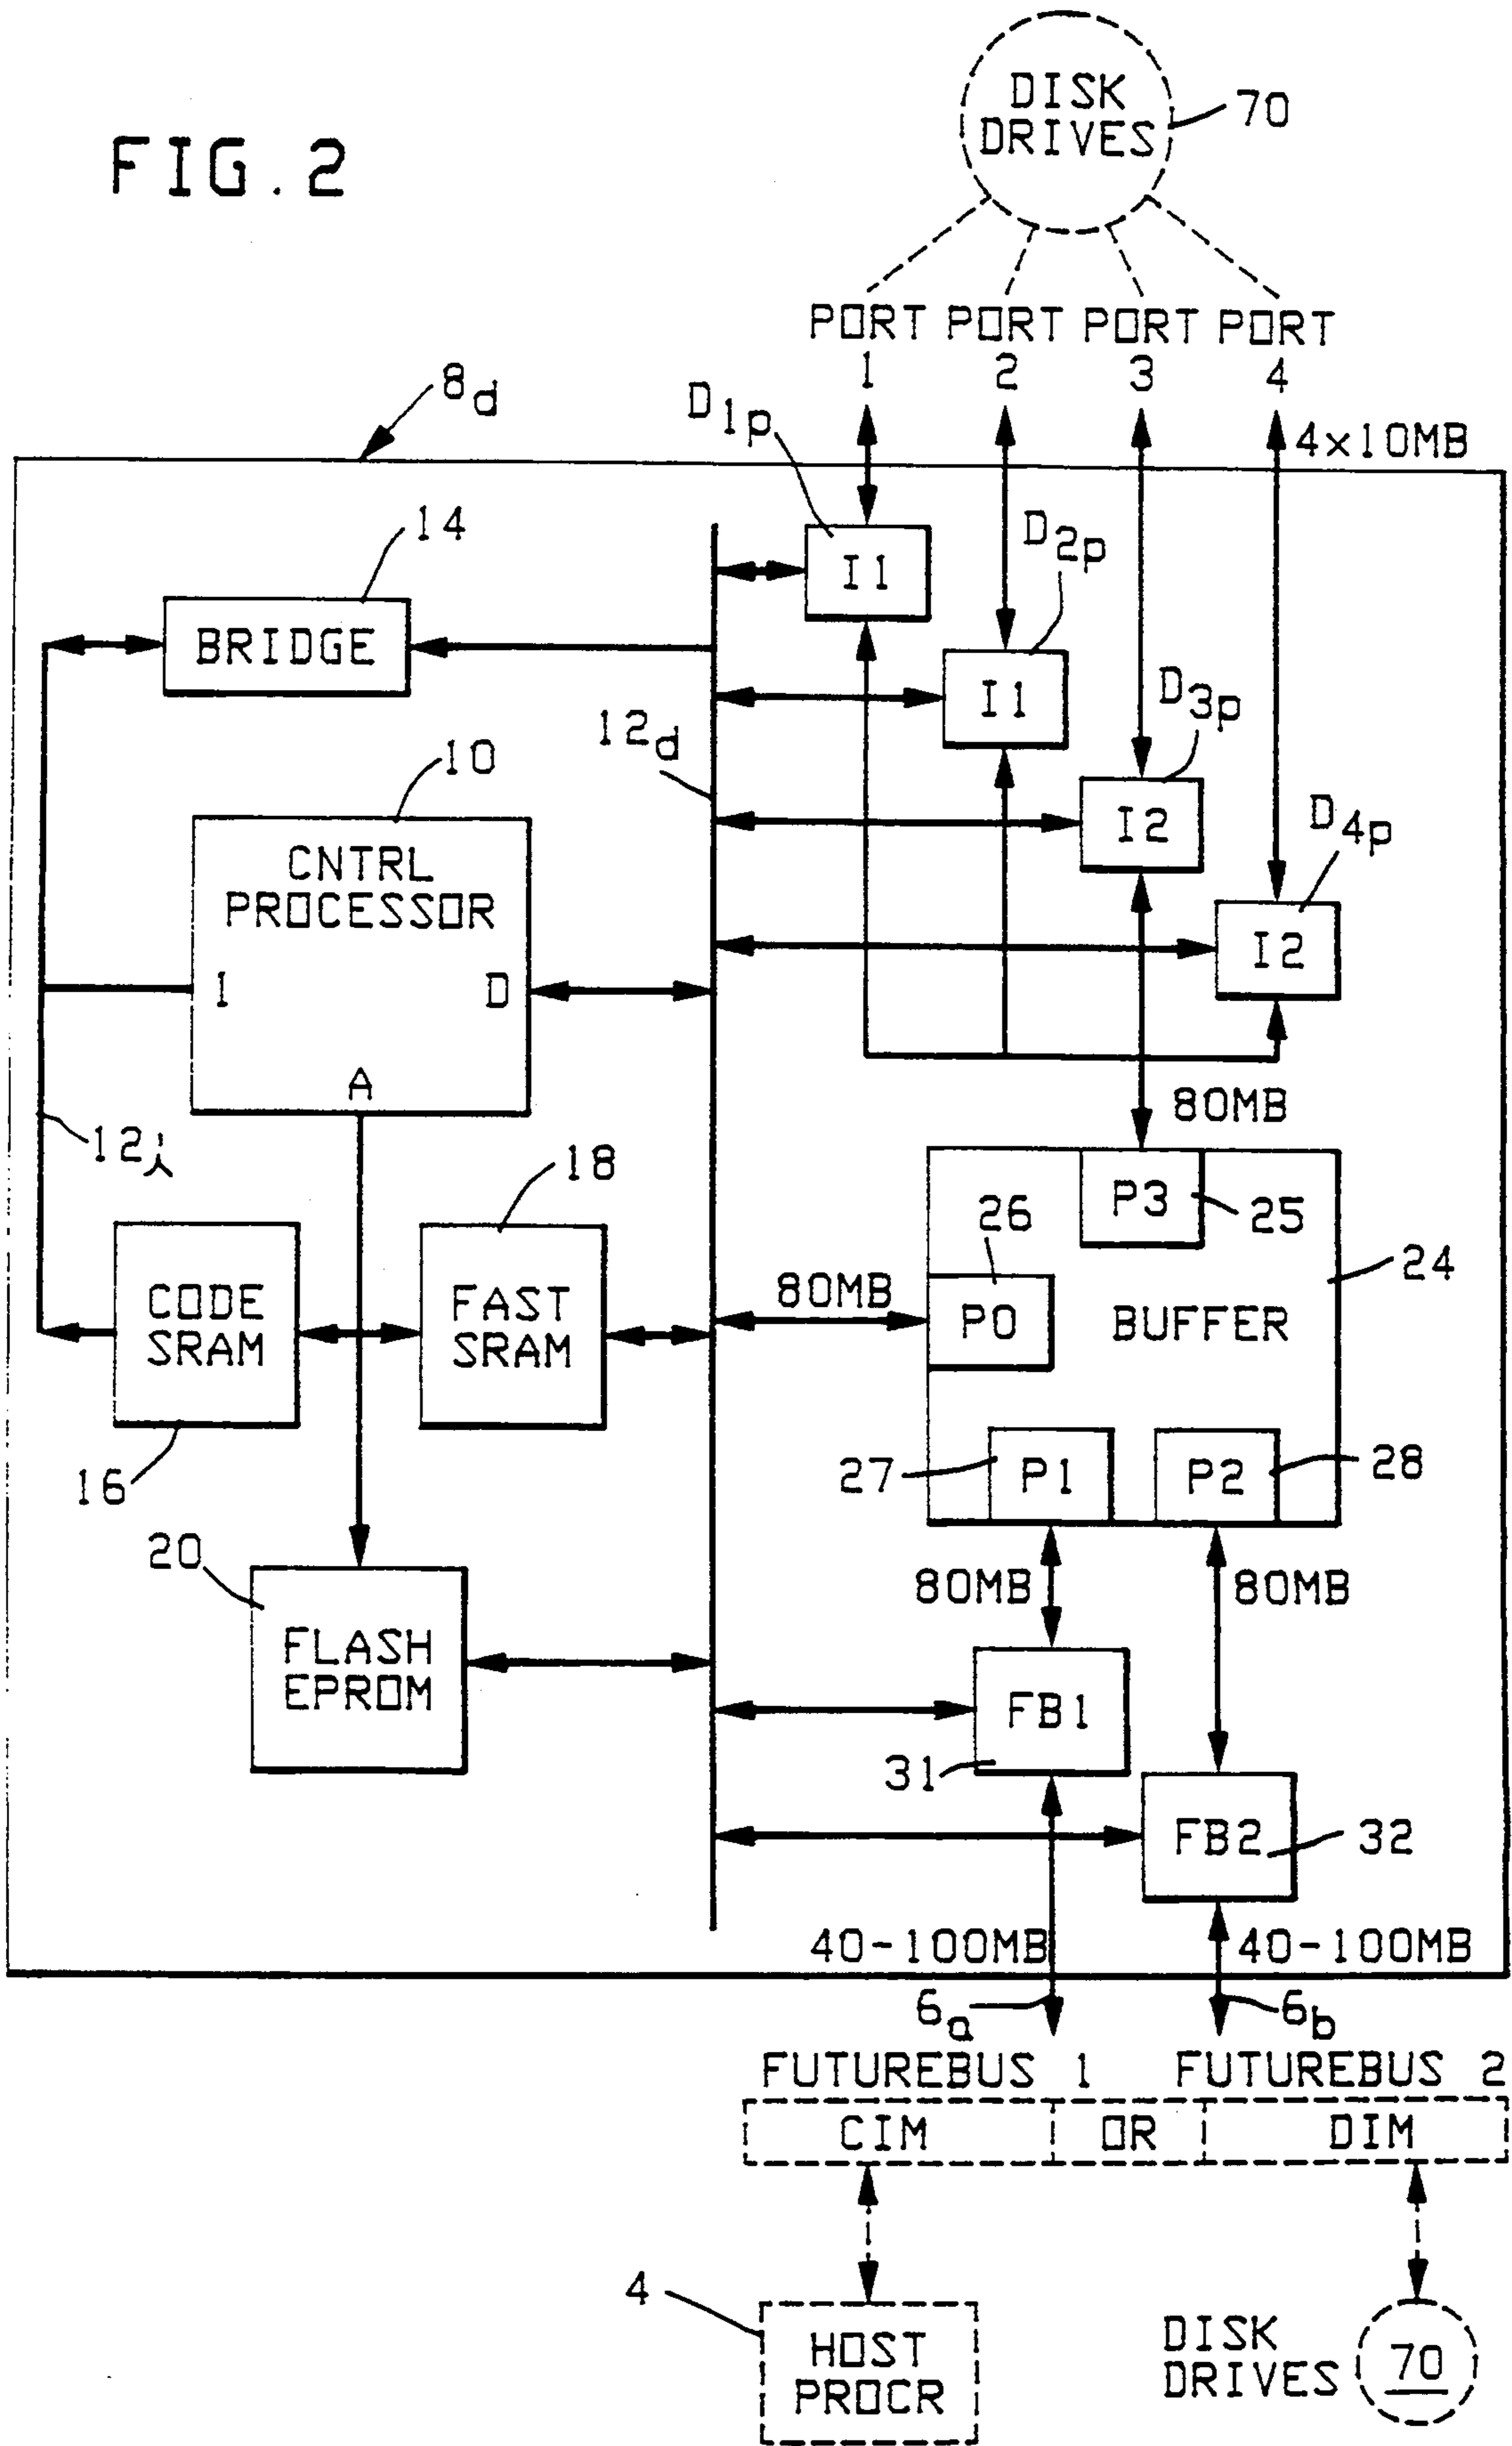 FIG.2
DISK
DRIVES
70
PORT PORT PORT PORT
1 2 3 4
8d
D1p
4x10MB
14
I1
D2p
BRIDGE
I1
D3p
12d
10
I2
D4p
CNTRL
PROCESSOR
I2
I D
A
80MB
12i
18
P3
26
25
24
CODE
SRAM
FAST
SRAM
80MB
P0
BUFFER
16
27
P1
P2
28
20
80MB
80MB
FLASH
EPROM
FB1
31
FB2
32
40-100MB
40-100MB
6a
6b
FUTUREBUS 1
FUTUREBUS 2
CIM
OR
DIM
4
HOST
PROCR
DISK
DRIVES
70